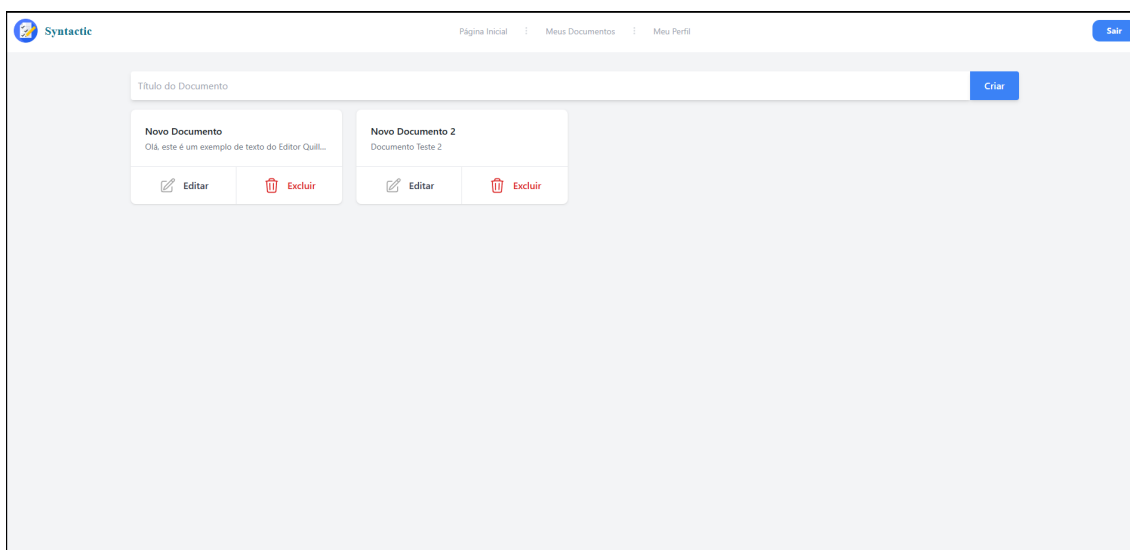 Syntactic
Página Inicial
Meus Documentos
Meu Perfil
Sair
Título do Documento
Criar
Novo Documento
Olá, este é um exemplo de texto do Editor Quill...
Editar
Excluir
Novo Documento 2
Documento Teste 2
Editar
Excluir